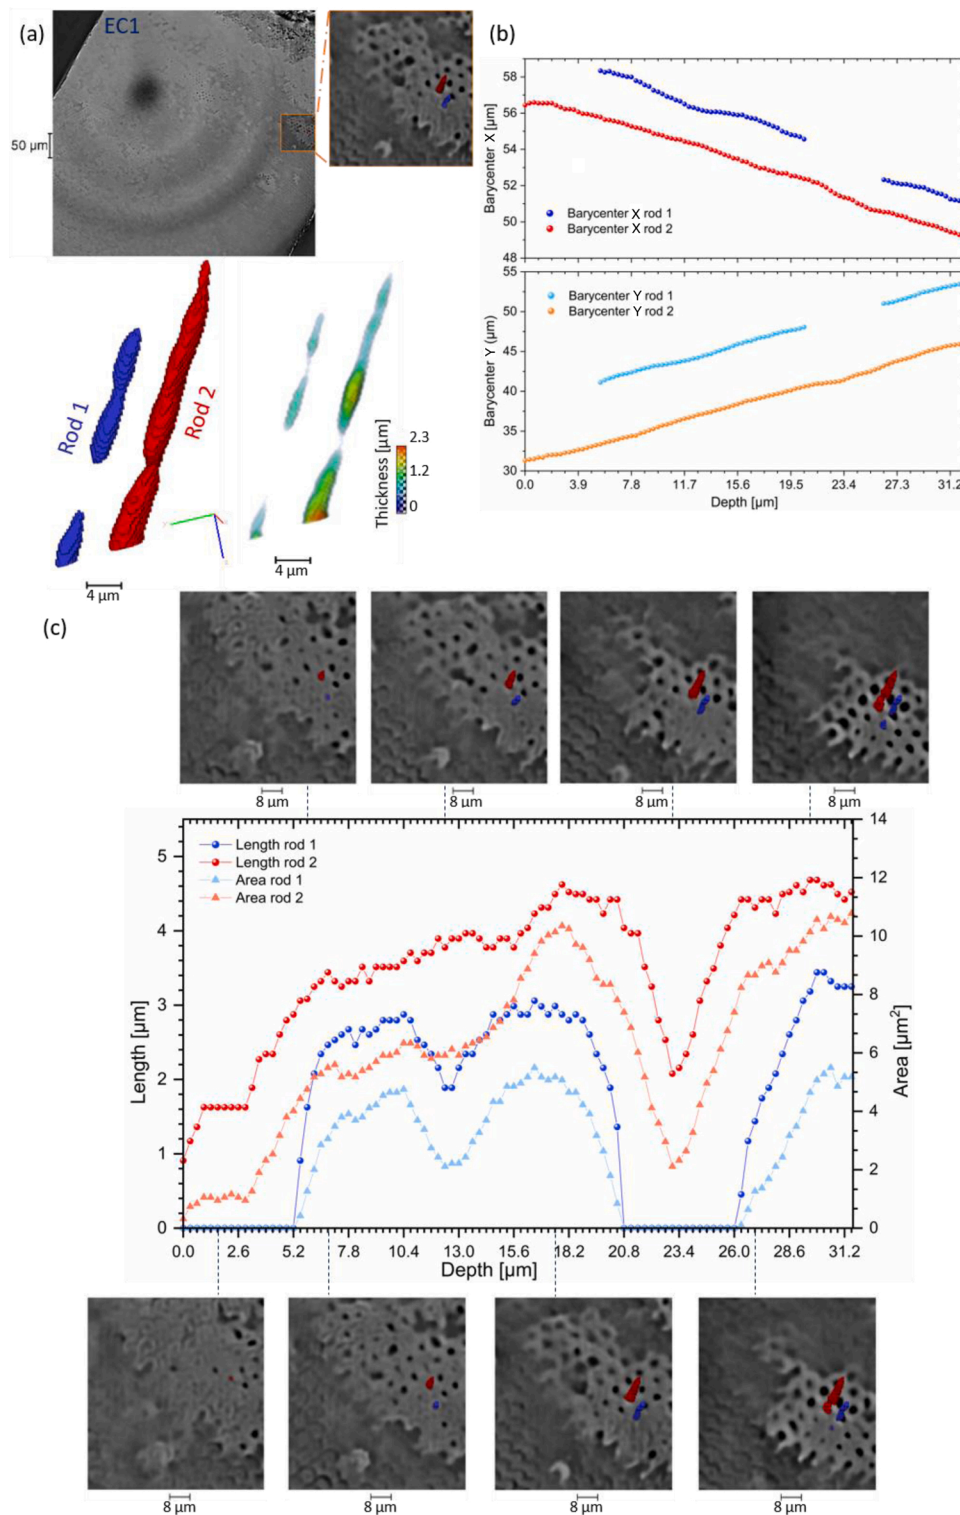 (a)
EC1
50 µm
Rod 1
Rod 2
Thickness [µm]
2.3
1.2
0
4 µm
4 µm
(b)
Barycenter X [µm]
58
56
54
52
50
48
Barycenter X rod 1
Barycenter X rod 2
Barycenter Y (µm)
55
50
45
40
35
30
Barycenter Y rod 1
Barycenter Y rod 2
0.0 3.9 7.8 11.7 15.6 19.5 23.4 27.3 31.2
Depth [µm]
(c)
8 µm
8 µm
8 µm
8 µm
Length [µm]
5
4
3
2
1
0
Length rod 1
Length rod 2
Area rod 1
Area rod 2
Area [µm²]
14
12
10
8
6
4
2
0
0.0 2.6 5.2 7.8 10.4 13.0 15.6 18.2 20.8 23.4 26.0 28.6 31.2
Depth [µm]
8 µm
8 µm
8 µm
8 µm